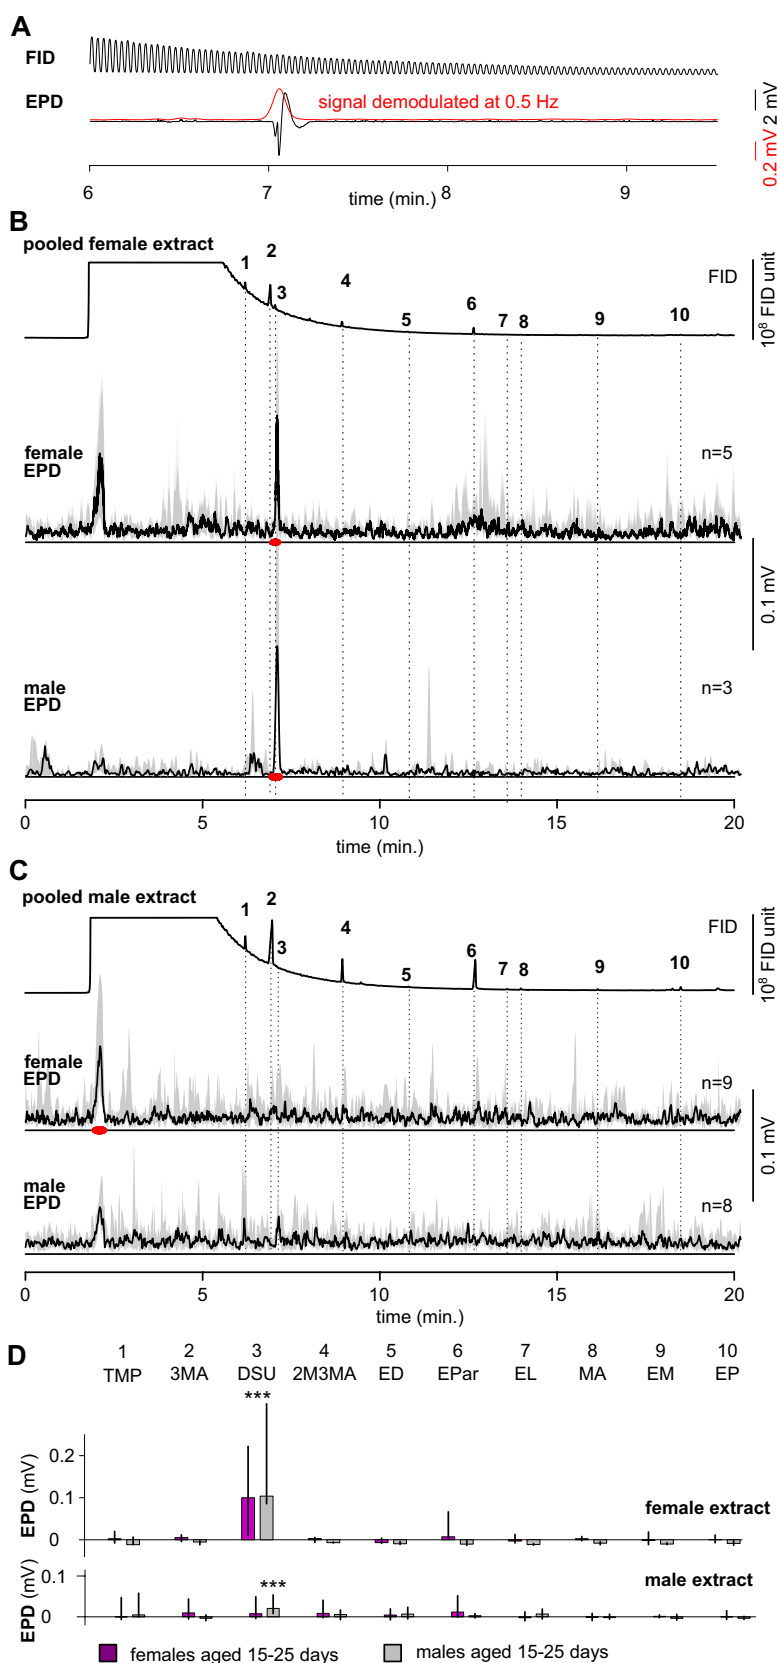 A
FID
EPD
signal demodulated at 0.5 Hz
0.2 mV 2 mV
6 7 8 9
time (min.)
B
pooled female extract
1 2 3 4 5 6 7 8 9 10
FID
10⁸ FID unit
female
EPD
n=5
0.1 mV
male
EPD
n=3
0 5 10 15 20
time (min.)
C
pooled male extract
1 2 3 4 5 6 7 8 9 10
FID
10⁸ FID unit
female
EPD
n=9
0.1 mV
male
EPD
n=8
0 5 10 15 20
time (min.)
D
1 2 3 4 5 6 7 8 9 10
TMP 3MA DSU 2M3MA ED EPar EL MA EM EP
***
0.2
0.1
0
EPD (mV)
female extract
***
0.1
0
EPD (mV)
male extract
females aged 15-25 days males aged 15-25 days